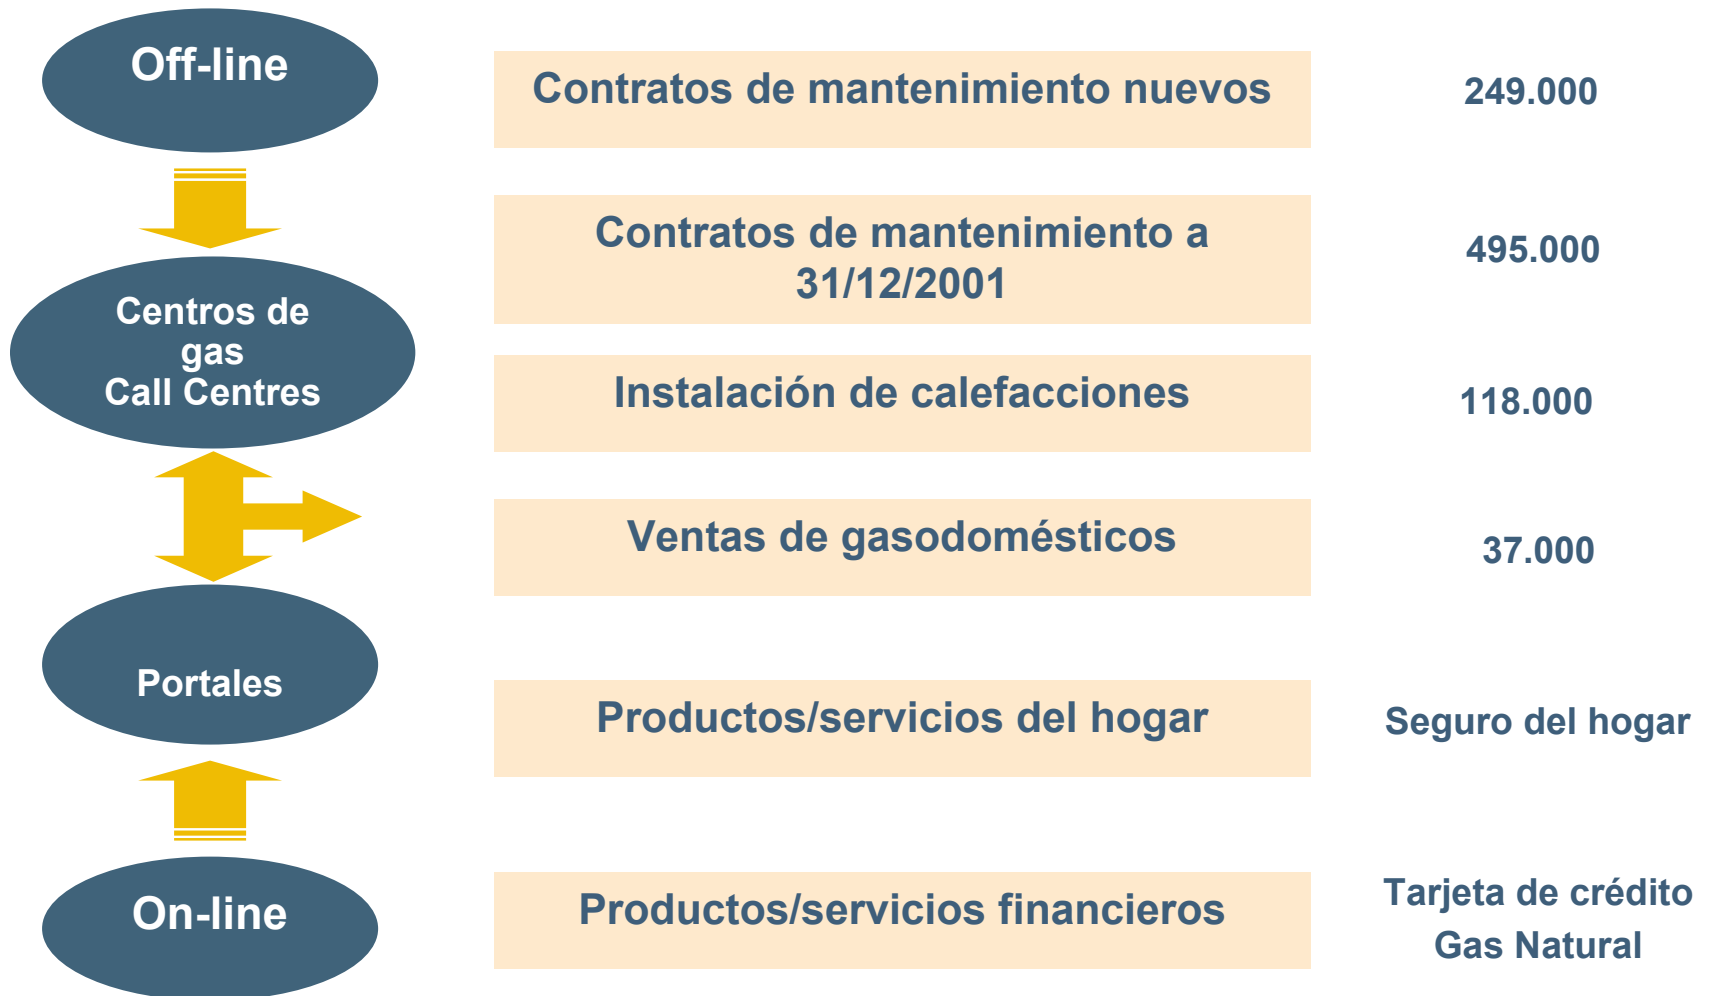 Off-line
Contratos de mantenimiento nuevos
249.000
Contratos de mantenimiento a
31/12/2001
495.000
Centros de
gas
Call Centres
Instalación de calefacciones
118.000
Ventas de gasodomésticos
37.000
Portales
Productos/servicios del hogar
Seguro del hogar
On-line
Productos/servicios financieros
Tarjeta de crédito
Gas Natural